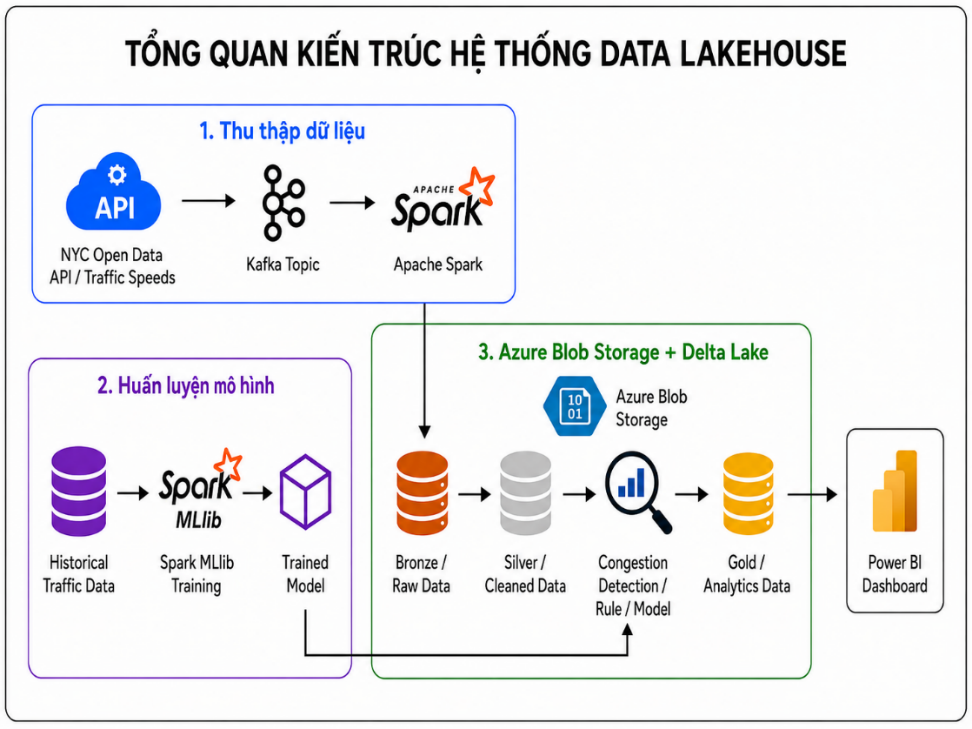 TỔNG QUAN KIẾN TRÚC HỆ THỐNG DATA LAKEHOUSE
1. Thu thập dữ liệu
API
NYC Open Data
API / Traffic Speeds
Kafka Topic
APACHE
Spark
Apache Spark
2. Huấn luyện mô hình
Historical
Traffic Data
Spark
MLlib
Spark MLlib
Training
Trained
Model
3. Azure Blob Storage + Delta Lake
10
01
Azure Blob
Storage
Bronze /
Raw Data
Silver /
Cleaned Data
Congestion
Detection /
Rule / Model
Gold /
Analytics Data
Power BI
Dashboard